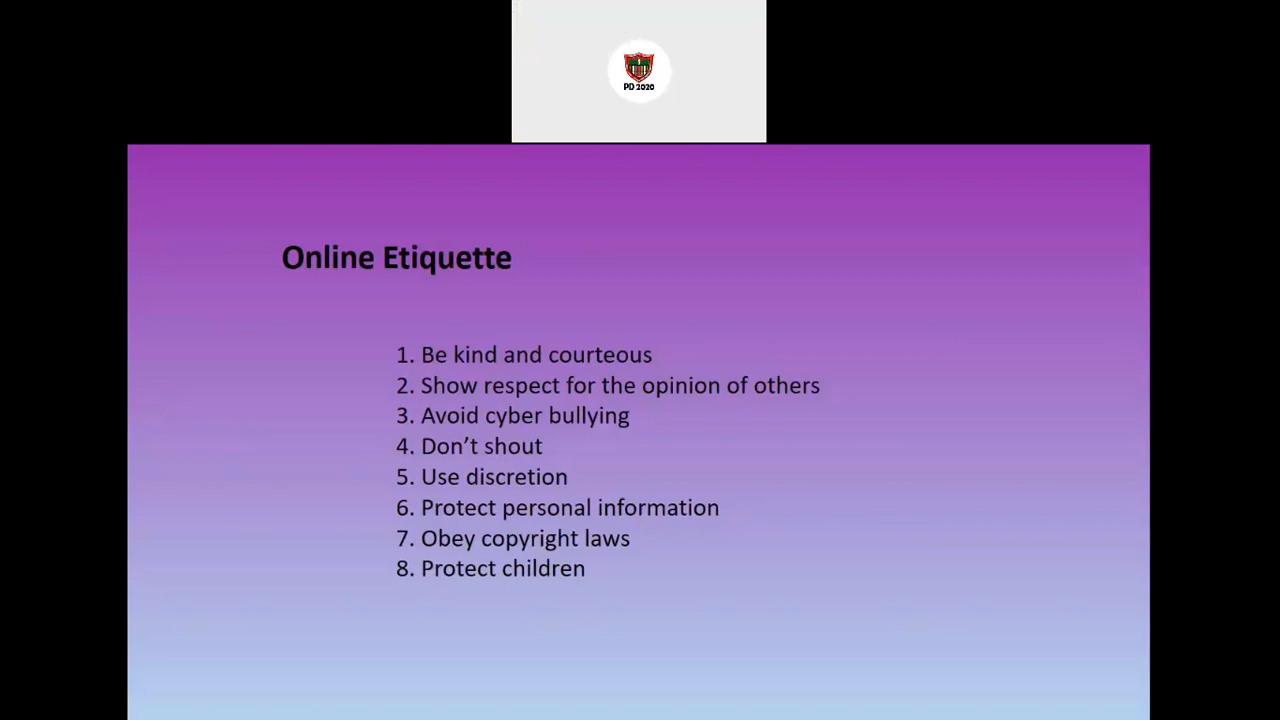 PD 2020
Online Etiquette
1. Be kind and courteous
2. Show respect for the opinion of others
3. Avoid cyber bullying
4. Don’t shout
5. Use discretion
6. Protect personal information
7. Obey copyright laws
8. Protect children